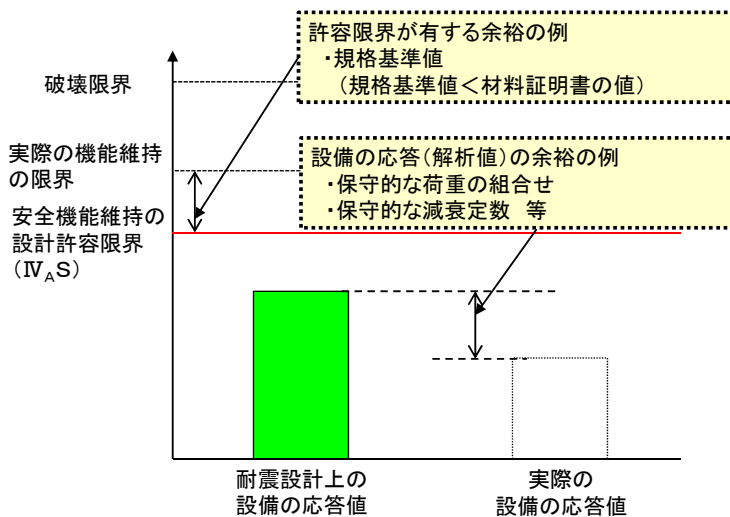 許容限界が有する余裕の例
・規格基準値
（規格基準値＜材料証明書の値）
破壊限界
実際の機能維持
の限界
設備の応答（解析値）の余裕の例
・保守的な荷重の組合せ
・保守的な減衰定数　等
安全機能維持の
設計許容限界
（ⅣAS）
耐震設計上の
設備の応答値
実際の
設備の応答値